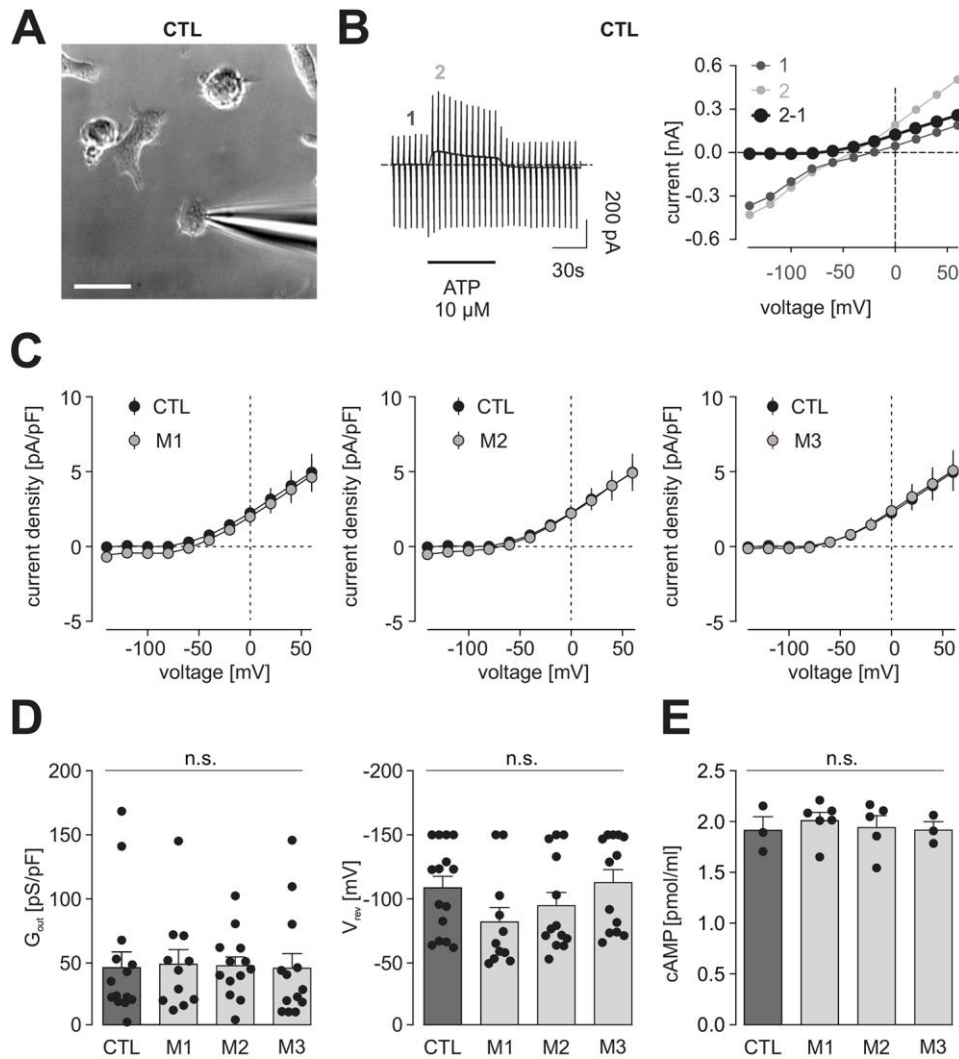 A
CTL
B
CTL
1
2
200 pA
30s
ATP
10 µM
0.6
0.3
0.0
-0.3
-0.6
current [nA]
1
2
2-1
-100
-50
0
50
voltage [mV]
C
10
5
0
-5
current density [pA/pF]
CTL
M1
-100
-50
0
50
voltage [mV]
10
5
0
-5
current density [pA/pF]
CTL
M2
-100
-50
0
50
voltage [mV]
10
5
0
-5
current density [pA/pF]
CTL
M3
-100
-50
0
50
voltage [mV]
D
n.s.
200
150
100
50
0
Gout [pS/pF]
CTL M1 M2 M3
n.s.
-200
-150
-100
-50
0
Vrev [mV]
CTL M1 M2 M3
E
n.s.
2.5
2.0
1.5
1.0
0.5
0.0
cAMP [pmol/ml]
CTL M1 M2 M3